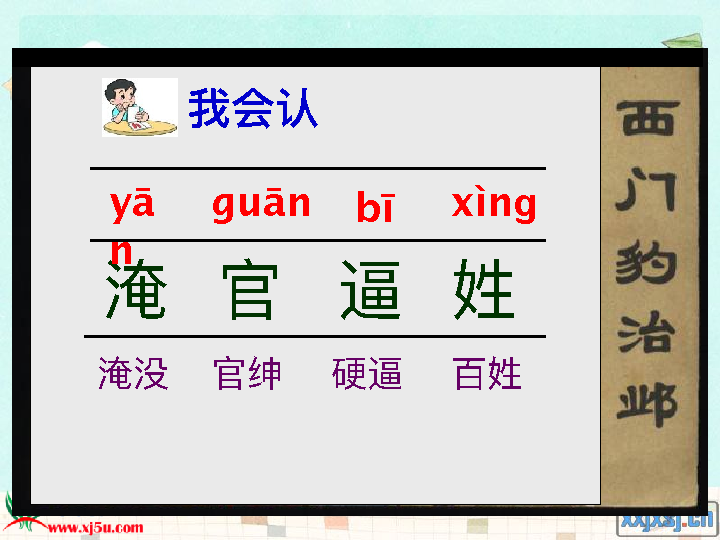 我会认
yān guān bī xìng
淹 官 逼 姓
淹没 官绅 硬逼 百姓
西门豹治邺
www.xj5u.com
xxjxsj.cn